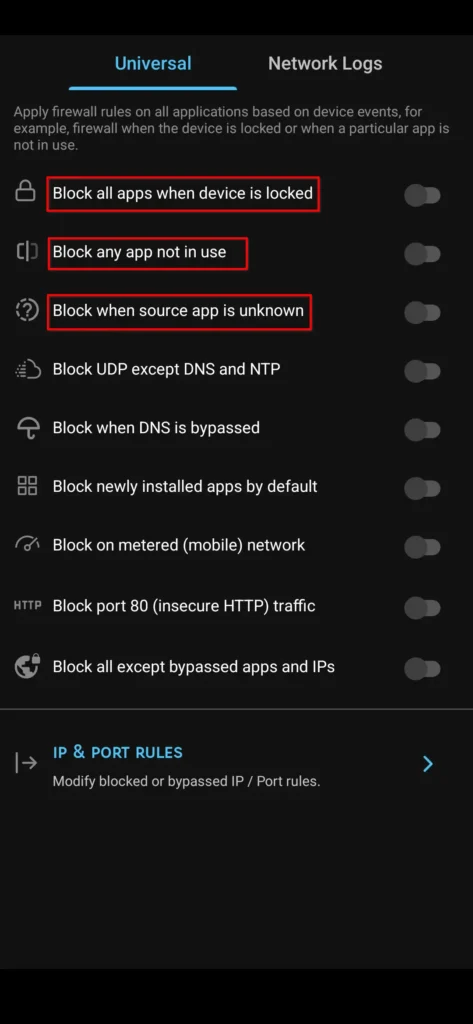 Universal
Network Logs
Apply firewall rules on all applications based on device events, for
example, firewall when the device is locked or when a particular app is
not in use.
Block all apps when device is locked
Block any app not in use
Block when source app is unknown
Block UDP except DNS and NTP
Block when DNS is bypassed
Block newly installed apps by default
Block on metered (mobile) network
HTTP Block port 80 (insecure HTTP) traffic
Block all except bypassed apps and IPs
IP & PORT RULES
Modify blocked or bypassed IP / Port rules.